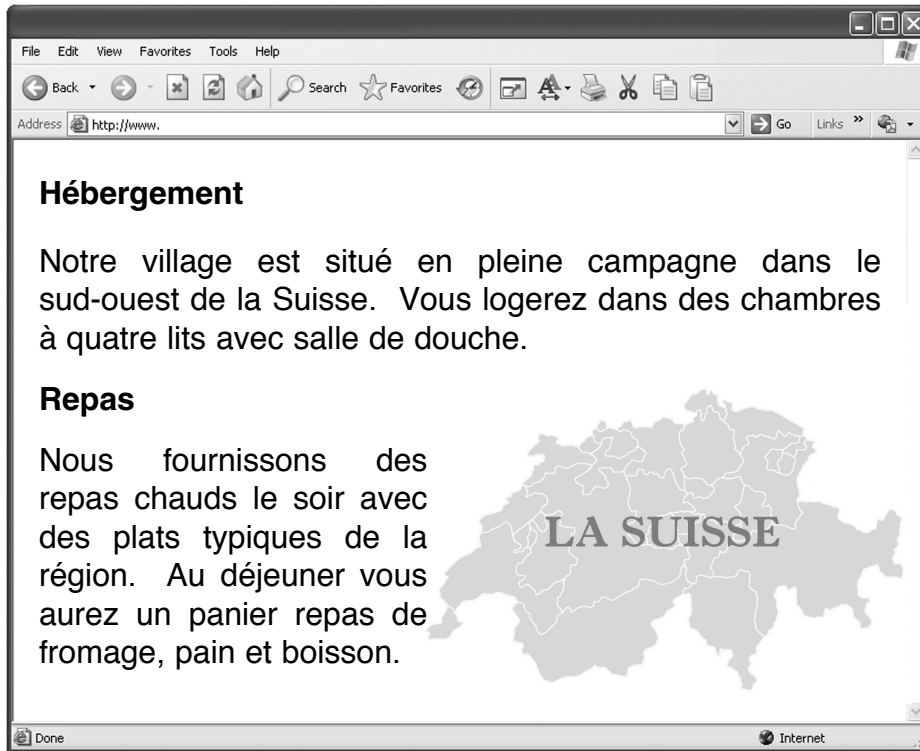 File Edit View Favorites Tools Help
Back Search Favorites
Address http://www. Go Links »
Hébergement
Notre village est situé en pleine campagne dans le
sud-ouest de la Suisse. Vous logerez dans des chambres
à quatre lits avec salle de douche.
Repas
Nous fournissons des
repas chauds le soir avec
des plats typiques de la
région. Au déjeuner vous
aurez un panier repas de
fromage, pain et boisson.
LA SUISSE
Done Internet